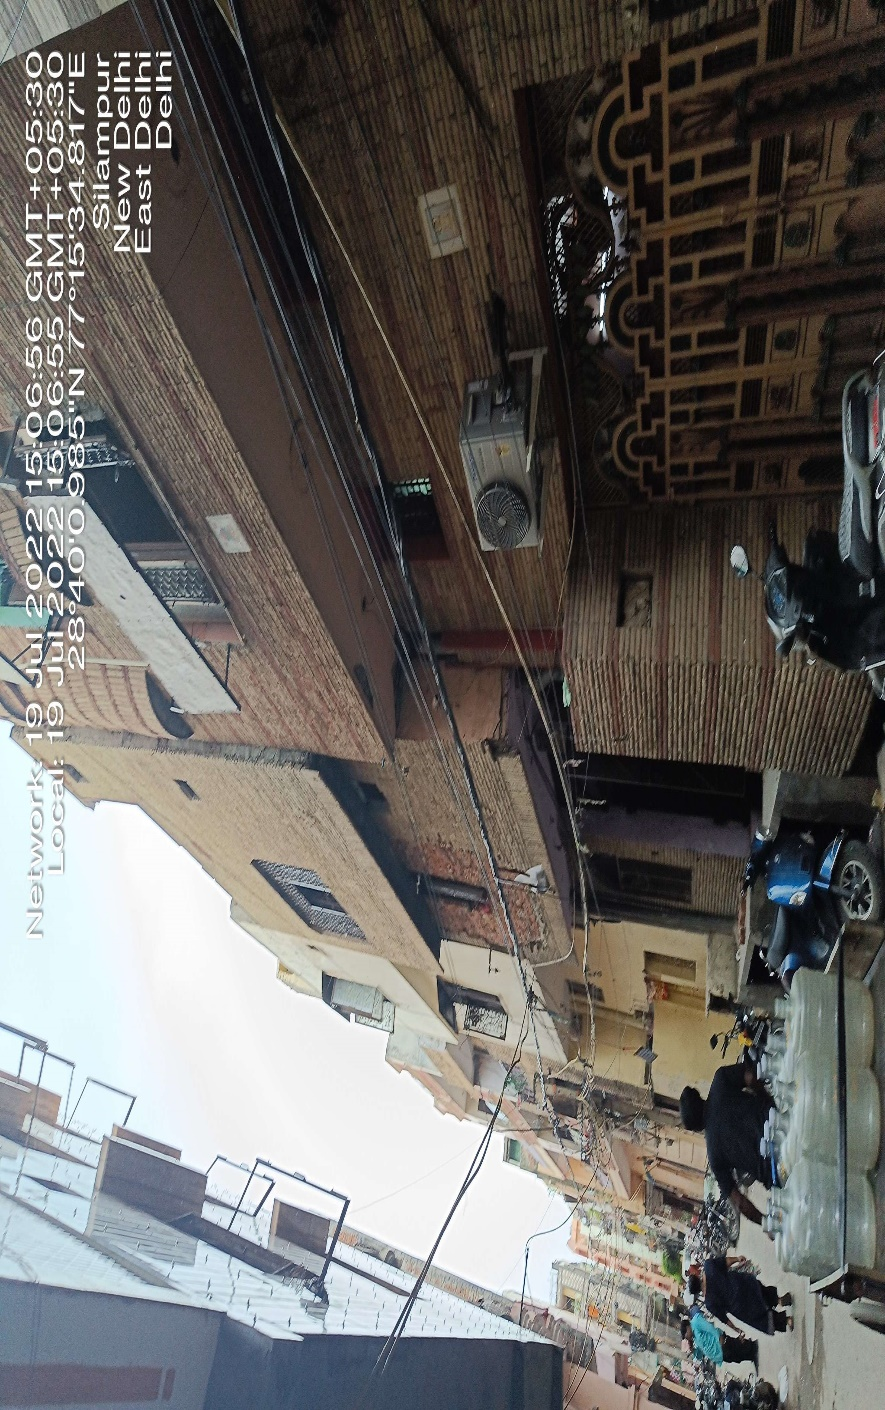 Network: 19 Jul 2022 15:06:56 GMT +05:30
Local: 19 Jul 2022 15:06:55 GMT +05:30
28°40'0.985"N 77°15'34.817"E
Silampur
New Delhi
East Delhi
Delhi